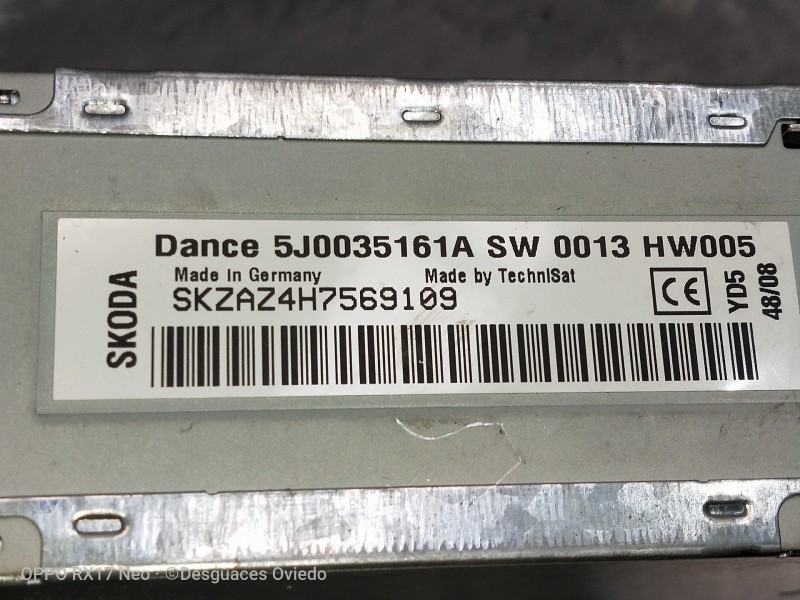 Dance 5J0035161A SW 0013 HW005
Made In Germany Made by TechniSat
SKZAZ4H7569109
SKODA
CE
YD5
48/08
OPPO RX17 Neo · ©Desguaces Oviedo